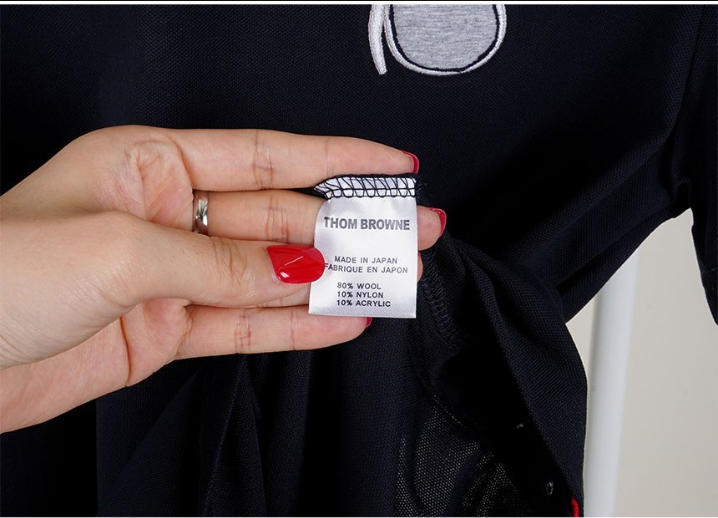 THOM BROWNE
MADE IN JAPAN
FABRIQUE EN JAPON
80% WOOL
10% NYLON
10% ACRYLIC